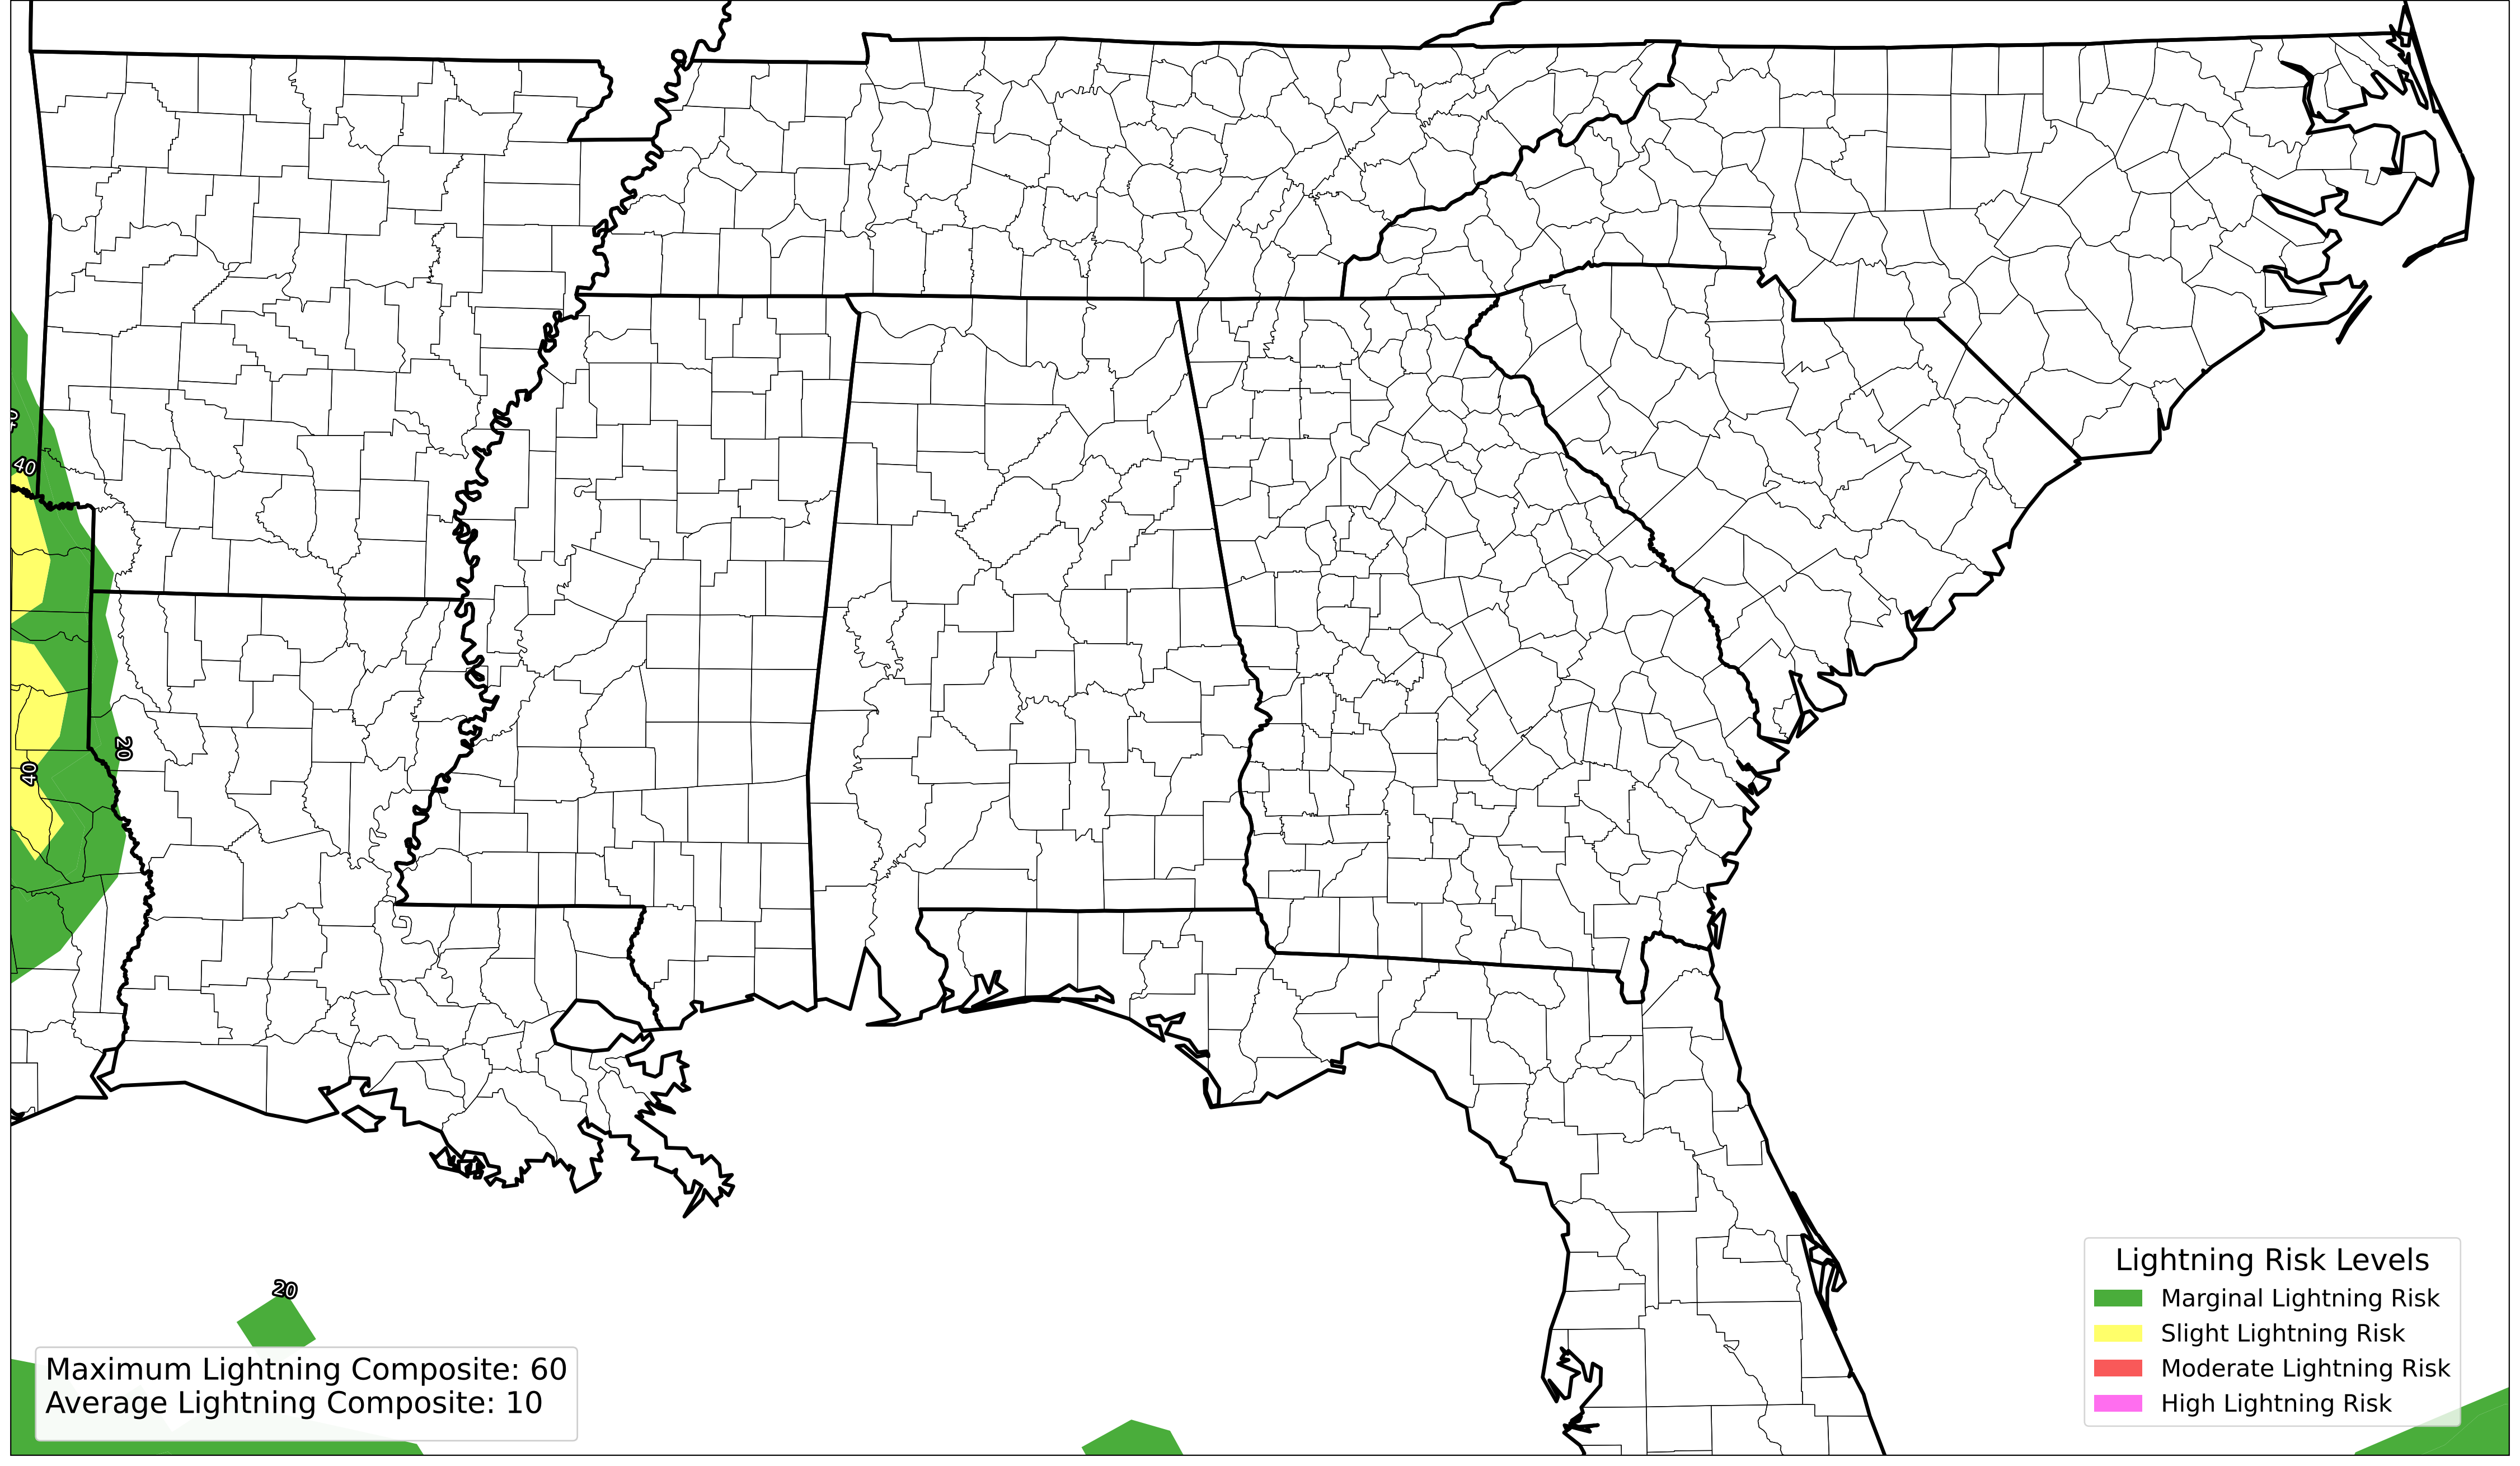 40
40
20
40
20
Maximum Lightning Composite: 60
Average Lightning Composite: 10
Lightning Risk Levels
Marginal Lightning Risk
Slight Lightning Risk
Moderate Lightning Risk
High Lightning Risk